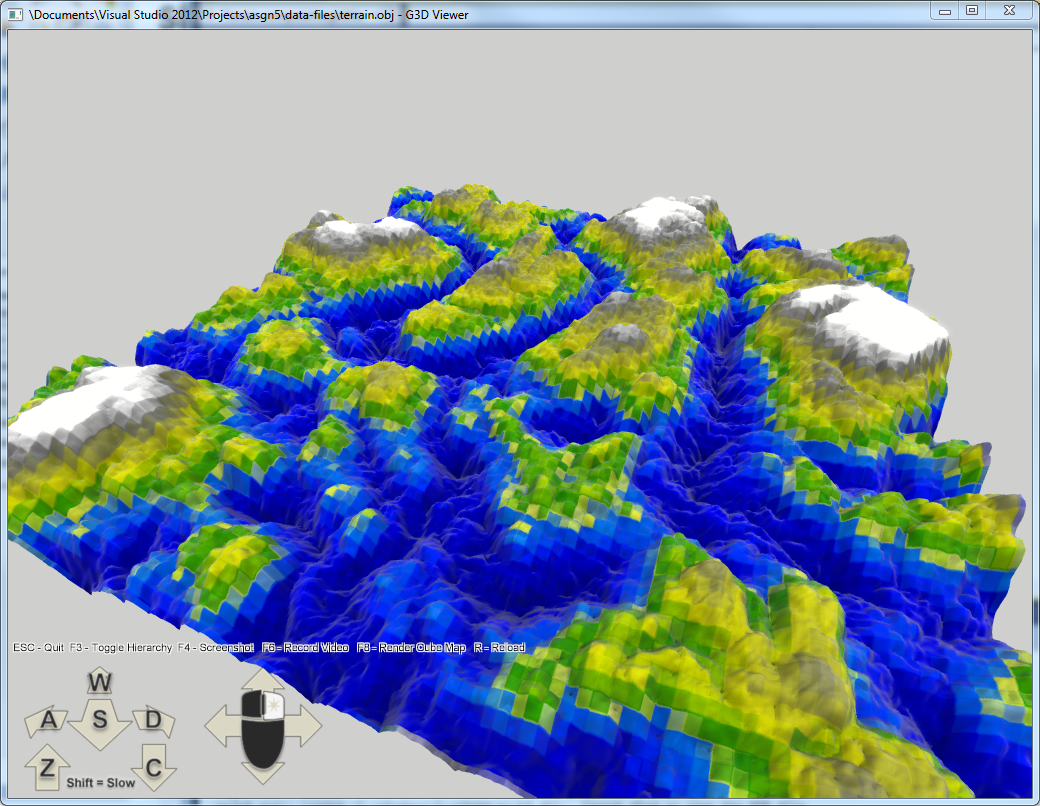 \Documents\Visual Studio 2012\Projects\asgn5\data-files\terrain.obj - G3D Viewer
ESC - Quit F3 - Toggle Hierarchy F4 - Screenshot F6 - Record Video F8 - Render Cube Map R - Reload
W
A S D
Z Shift = Slow C